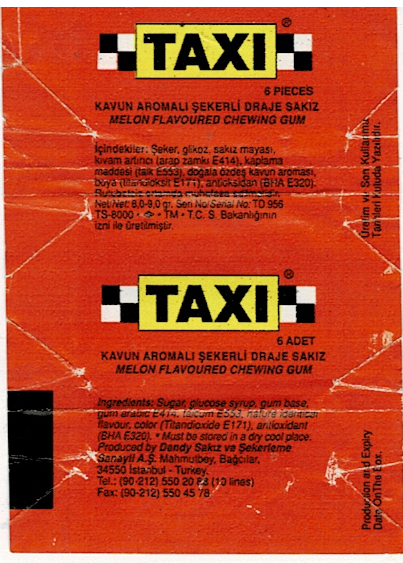 TAXI®
6 PIECES
KAVUN AROMALI ŞEKERLİ DRAJE SAKIZ
MELON FLAVOURED CHEWING GUM
İçindekiler: Şeker, glikoz, sakız mayası,
kıvam artırıcı (arap zamkı E414), kaplama
maddesi (talk E553), doğala özdeş kavun aroması,
boya (titandioksit E171), antioksidan (BHA E320).
Net/Net: 8,0-9,0 gr. Seri No/Serial No: TD 956
TS-8000 • TM • T.C. S. Bakanlığının
izni ile üretilmiştir.
Üretim ve Son Kullanma
Tarihleri Kutuda Yazılıdır.
TAXI®
6 ADET
KAVUN AROMALI ŞEKERLİ DRAJE SAKIZ
MELON FLAVOURED CHEWING GUM
Ingredients: Sugar, glucose syrup, gum base,
gum arabic E414, talcum E553, nature identical
flavour, color (Titandioxide E171), antioxidant
(BHA E320). • Must be stored in a dry cool place.
Produced by Dandy Sakız ve Şekerleme
Sanayii A.Ş. Mahmutbey, Bağcılar,
34550 İstanbul - Turkey.
Tel.: (90-212) 550 20 88 (10 lines)
Fax: (90-212) 550 45 78
Production and Expiry
Date On The Box.